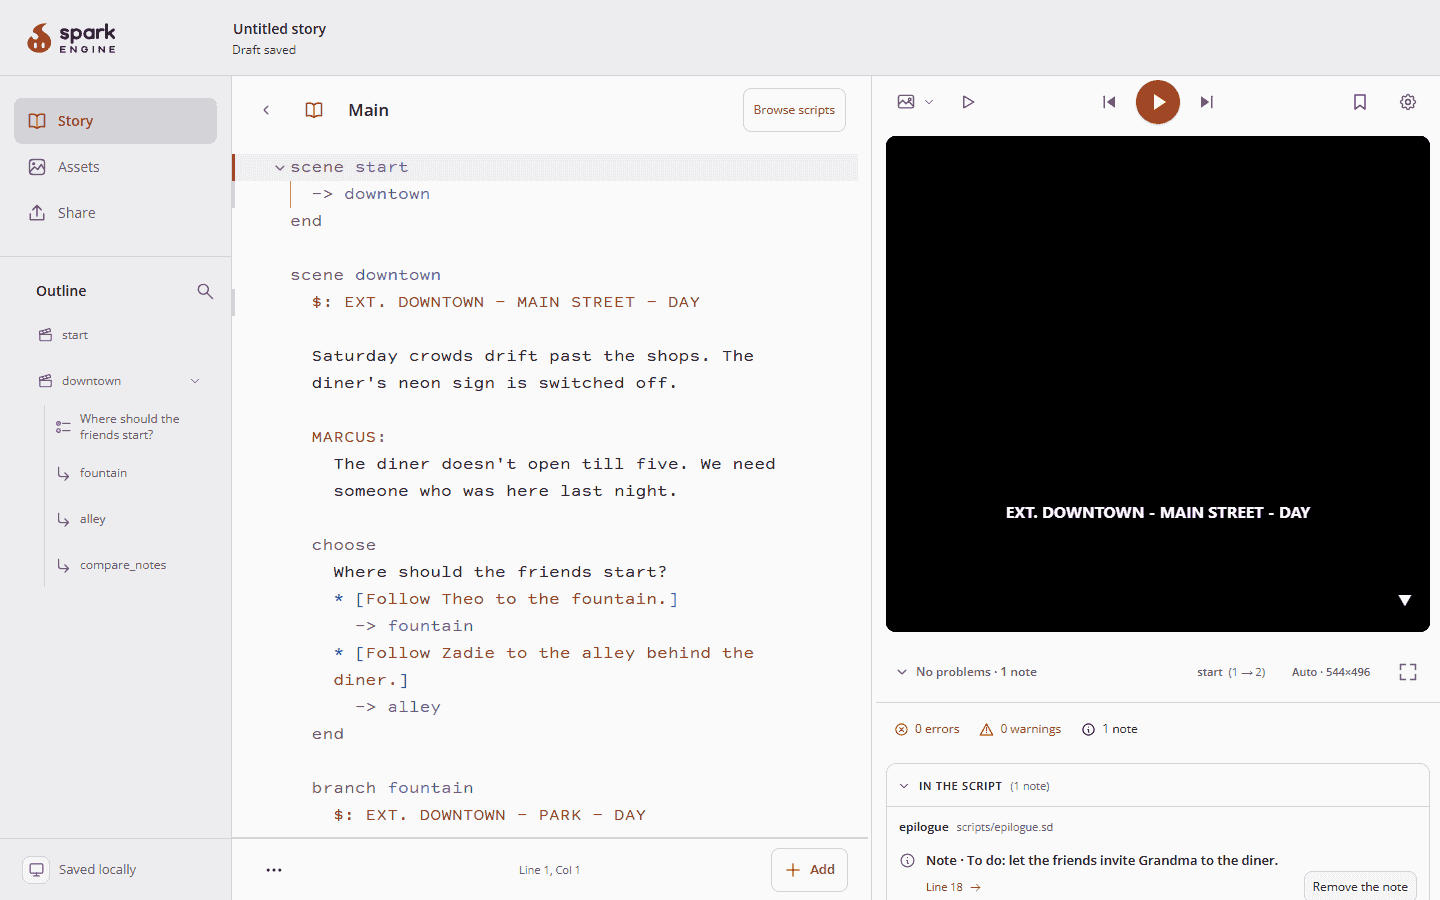 spark
ENGINE
Untitled story
Draft saved
Story
Assets
Share
Outline
start
downtown
Where should the
friends start?
fountain
alley
compare_notes
Saved locally
Main
Browse scripts
scene start
-> downtown
end
scene downtown
$: EXT. DOWNTOWN - MAIN STREET - DAY
Saturday crowds drift past the shops. The
diner's neon sign is switched off.
MARCUS:
The diner doesn't open till five. We need
someone who was here last night.
choose
Where should the friends start?
* [Follow Theo to the fountain.]
-> fountain
* [Follow Zadie to the alley behind the
diner.]
-> alley
end
branch fountain
$: EXT. DOWNTOWN - PARK - DAY
Line 1, Col 1
Add
EXT. DOWNTOWN - MAIN STREET - DAY
No problems · 1 note
start (1 → 2)
Auto · 544×496
0 errors
0 warnings
1 note
IN THE SCRIPT (1 note)
epilogue scripts/epilogue.sd
Note · To do: let the friends invite Grandma to the diner.
Line 18 →
Remove the note